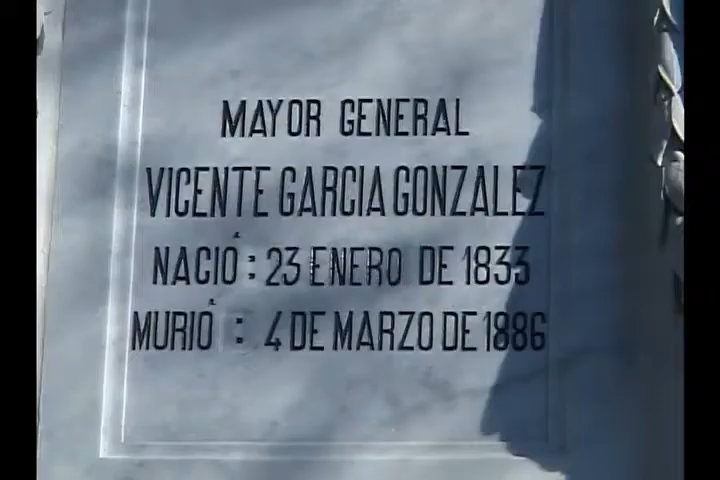 MAYOR GENERAL
VICENTE GARCIA GONZALEZ
NACIÓ : 23 ENERO DE 1833
MURIÓ : 4 DE MARZO DE 1886